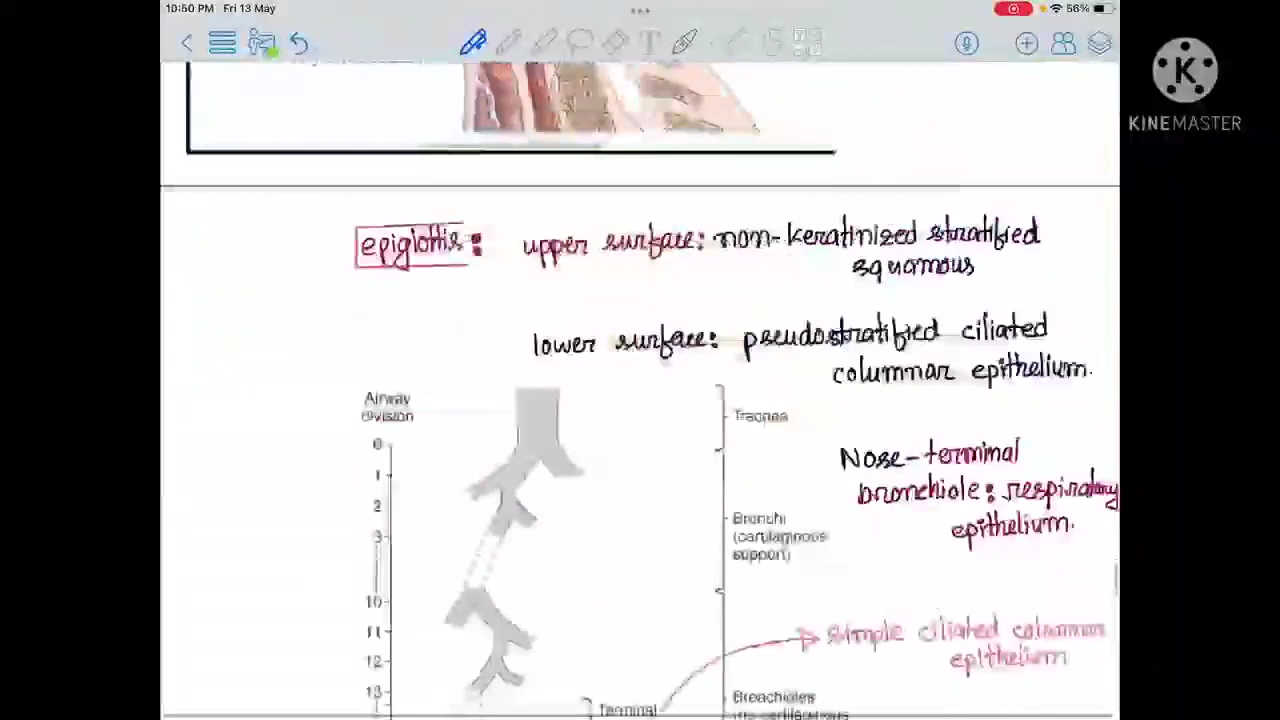 10:50 PM Fri 13 May
56%
K
KINEMASTER
epiglottis: upper surface: non-keratinized stratified
squamous
lower surface: pseudostratified ciliated
columnar epithelium.
Airway
division
Trachea
0
1
2
3
Nose-terminal
bronchiole: respiratory
epithelium.
Bronchi
(cartilaginous
support)
10
11
12
13
simple ciliated columnar
epithelium
Terminal